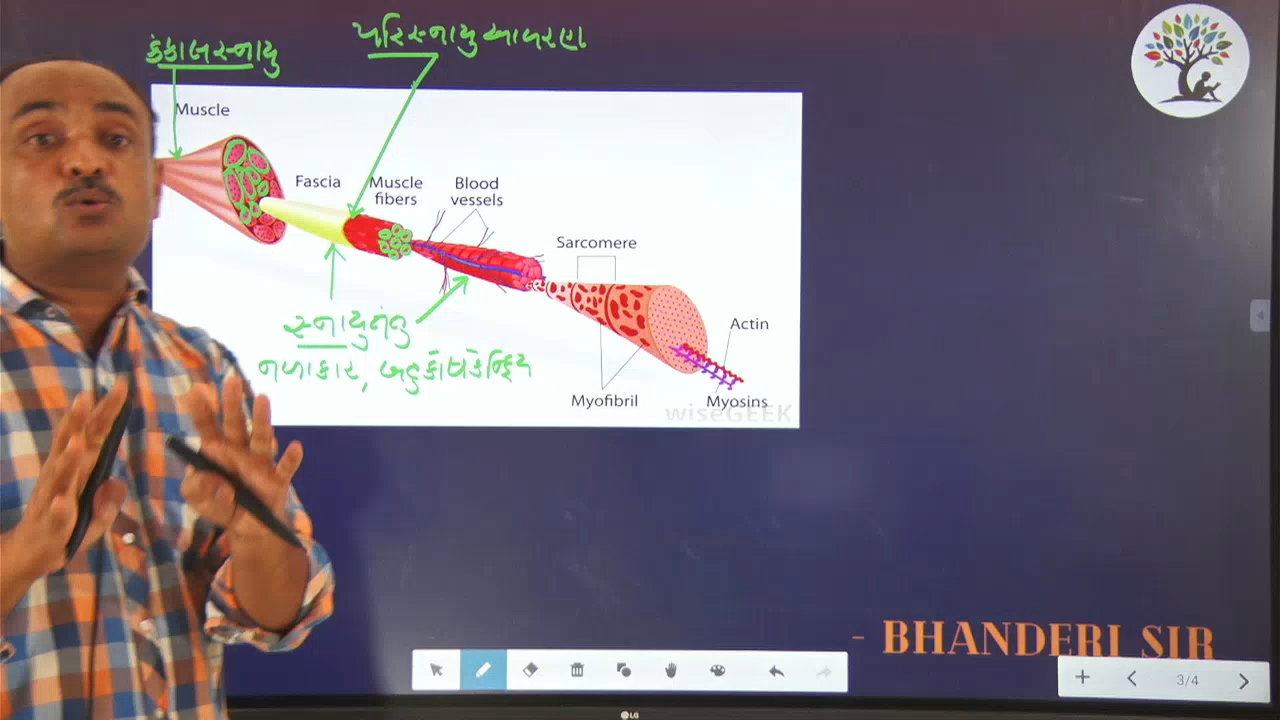 કંકાલસ્નાયુ
પરિસ્નાયુ આવરણ
Muscle
Fascia
Muscle
fibers
Blood
vessels
Sarcomere
સ્નાયુતંતુ
નળાકાર, બહુકોષકેન્દ્રિય
Actin
Myofibril
Myosins
wiseGEEK
- BHANDERI SIR
3/4
LG